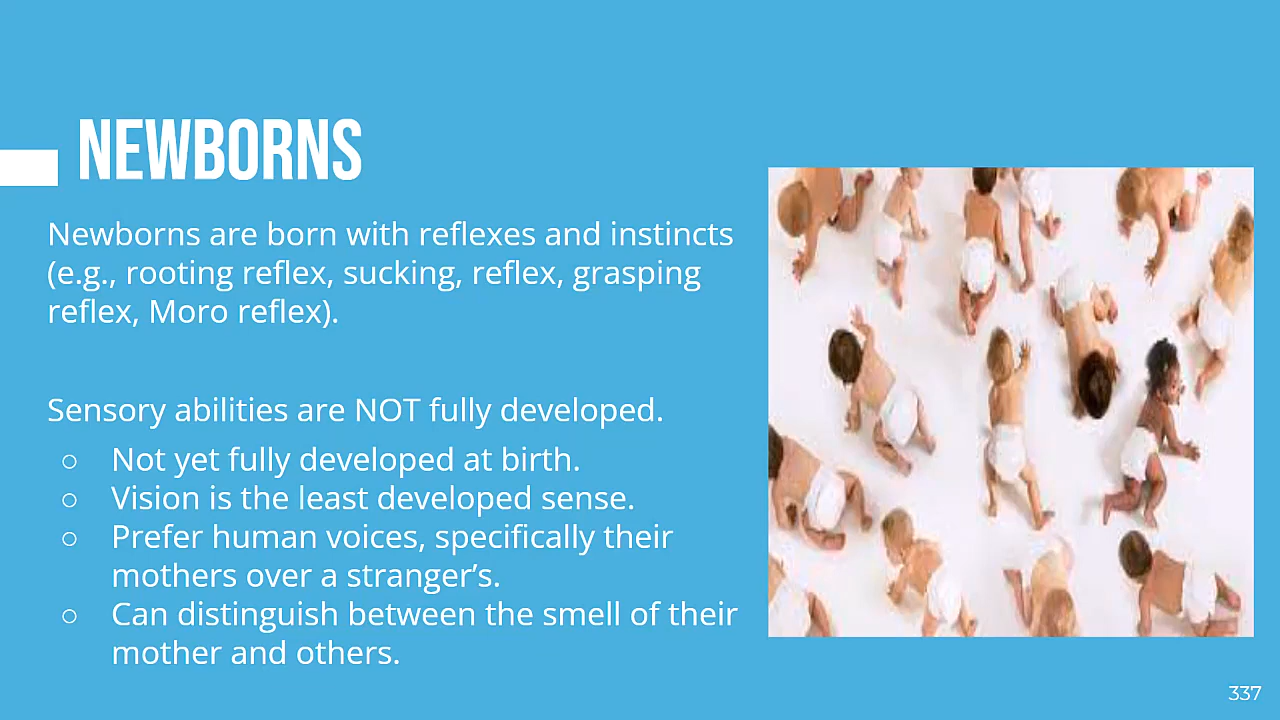 NEWBORNS
Newborns are born with reflexes and instincts
(e.g., rooting reflex, sucking, reflex, grasping
reflex, Moro reflex).
Sensory abilities are NOT fully developed.
○ Not yet fully developed at birth.
○ Vision is the least developed sense.
○ Prefer human voices, specifically their
mothers over a stranger’s.
○ Can distinguish between the smell of their
mother and others.
337